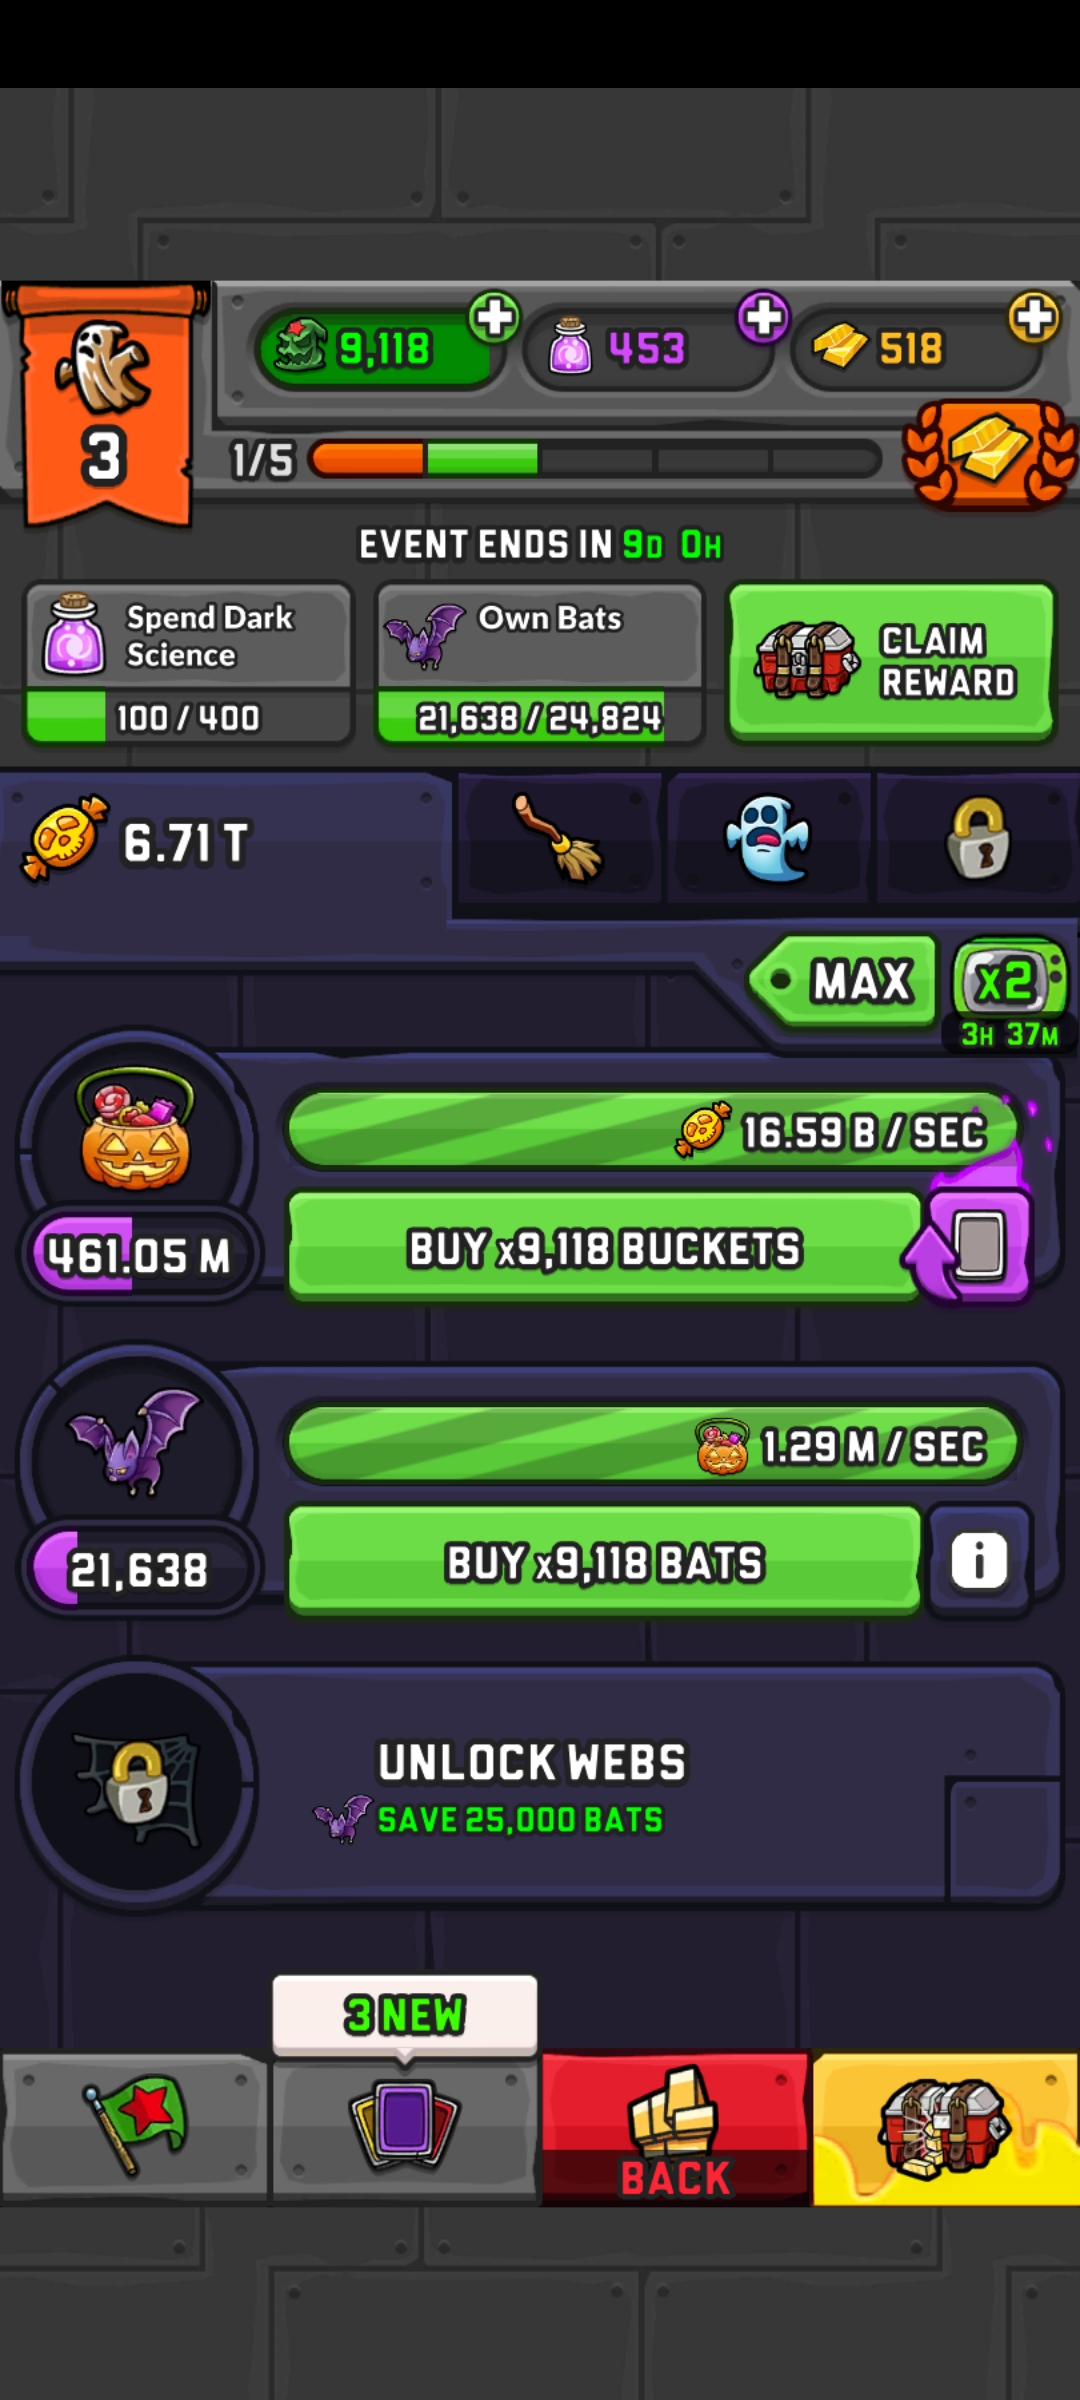 9,118
453
518
3
1/5
EVENT ENDS IN 9D 0H
Spend Dark
Science
100 / 400
Own Bats
21,638 / 24,824
CLAIM
REWARD
6.71 T
MAX
x2
3H 37M
16.59 B / SEC
461.05 M
BUY x9,118 BUCKETS
1.29 M / SEC
21,638
BUY x9,118 BATS
i
UNLOCK WEBS
SAVE 25,000 BATS
3 NEW
BACK